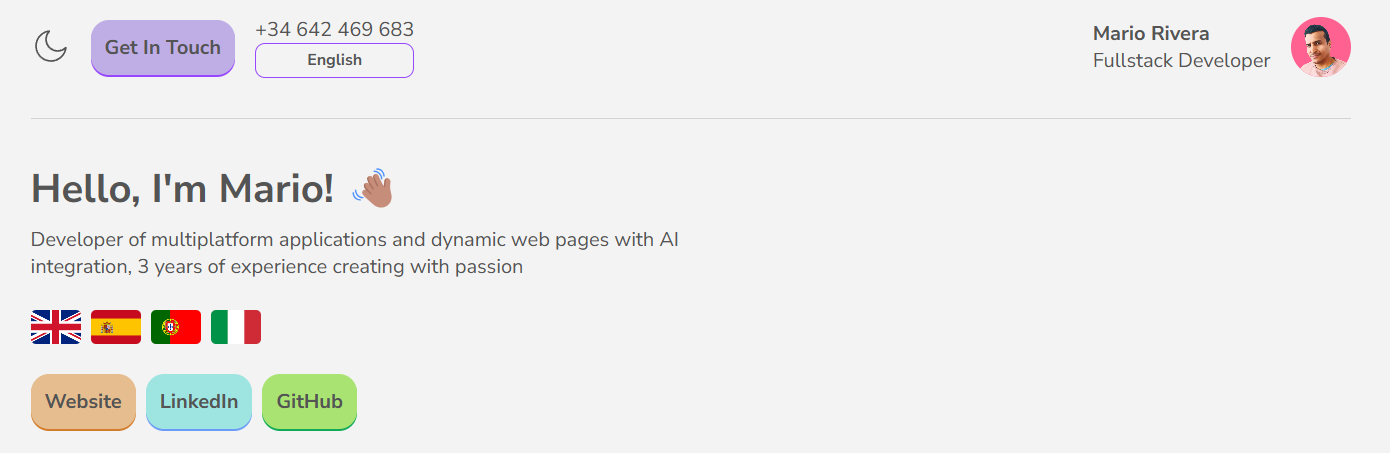 Get In Touch
+34 642 469 683
English
Mario Rivera
Fullstack Developer
Hello, I'm Mario!
Developer of multiplatform applications and dynamic web pages with AI
integration, 3 years of experience creating with passion
Website
LinkedIn
GitHub